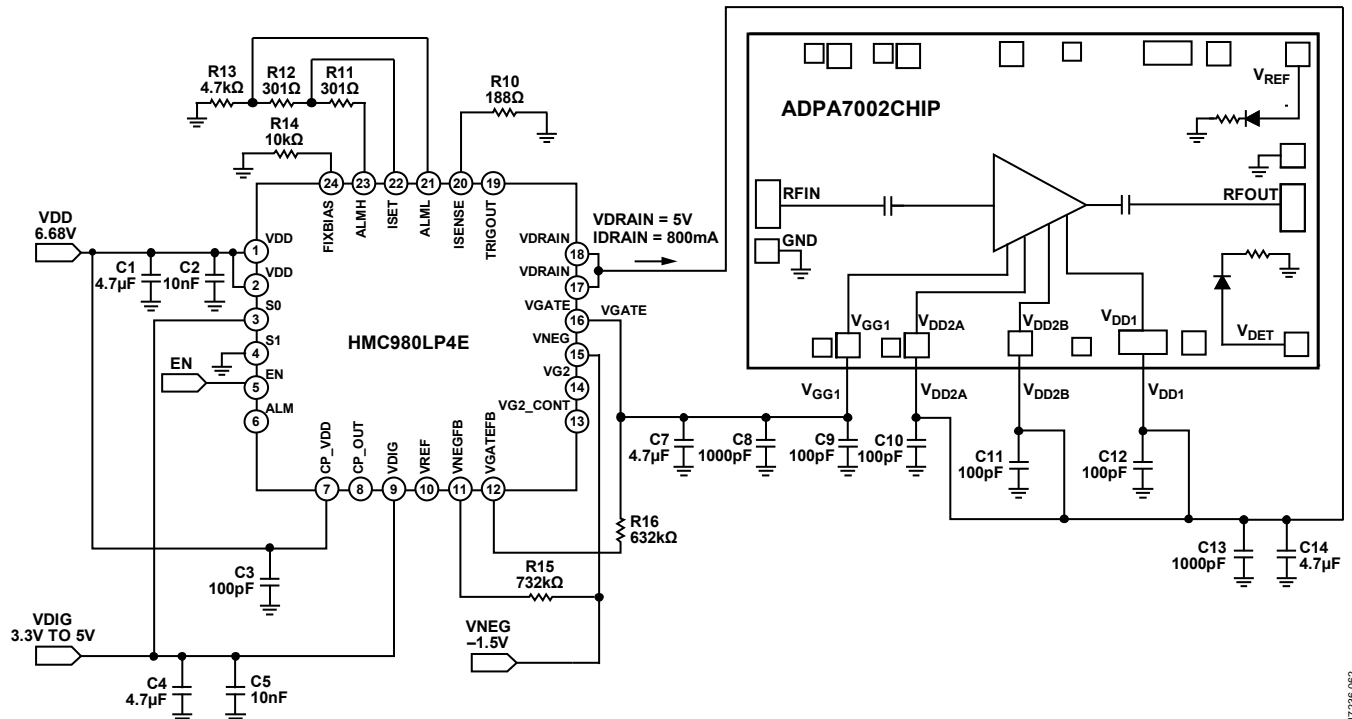 R13
4.7kΩ
R12
301Ω
R11
301Ω
R10
188Ω
R14
10kΩ
24
23
22
21
20
19
FIXBIAS
ALMH
ISET
ALML
ISENSE
TRIGOUT
VDD
6.68V
C1
4.7µF
C2
10nF
1
VDD
2
VDD
3
S0
4
S1
5
EN
6
ALM
EN
HMC980LP4E
VDRAIN
18
VDRAIN
17
VGATE
16
VNEG
15
VG2
14
VG2_CONT
13
VGATE
VDRAIN = 5V
IDRAIN = 800mA
CP_VDD
CP_OUT
VDIG
VREF
VNEGFB
VGATEFB
7
8
9
10
11
12
C3
100pF
R16
632kΩ
R15
732kΩ
VDIG
3.3V TO 5V
C4
4.7µF
C5
10nF
VNEG
–1.5V
ADPA7002CHIP
VREF
RFIN
RFOUT
GND
VGG1
VDD2A
VDD2B
VDD1
VDET
VGG1
VDD2A
VDD2B
VDD1
C7
4.7µF
C8
1000pF
C9
100pF
C10
100pF
C11
100pF
C12
100pF
C13
1000pF
C14
4.7µF